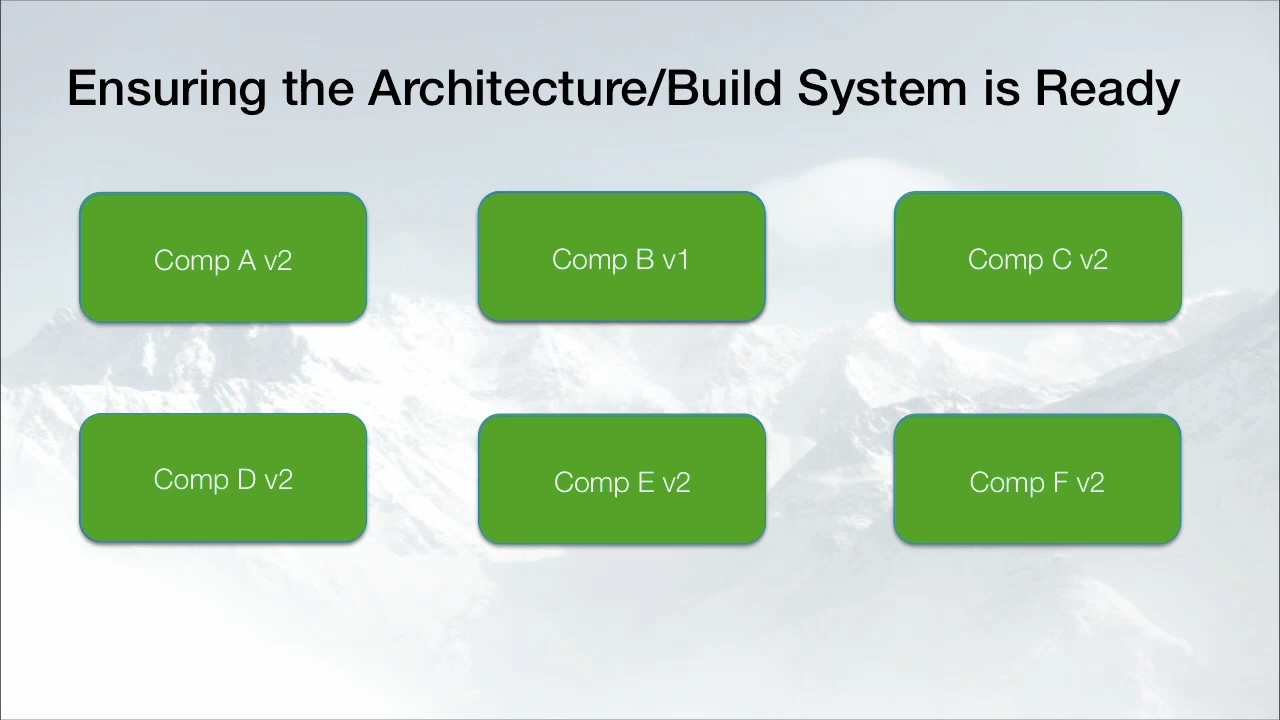 Ensuring the Architecture/Build System is Ready
Comp A v2
Comp B v1
Comp C v2
Comp D v2
Comp E v2
Comp F v2